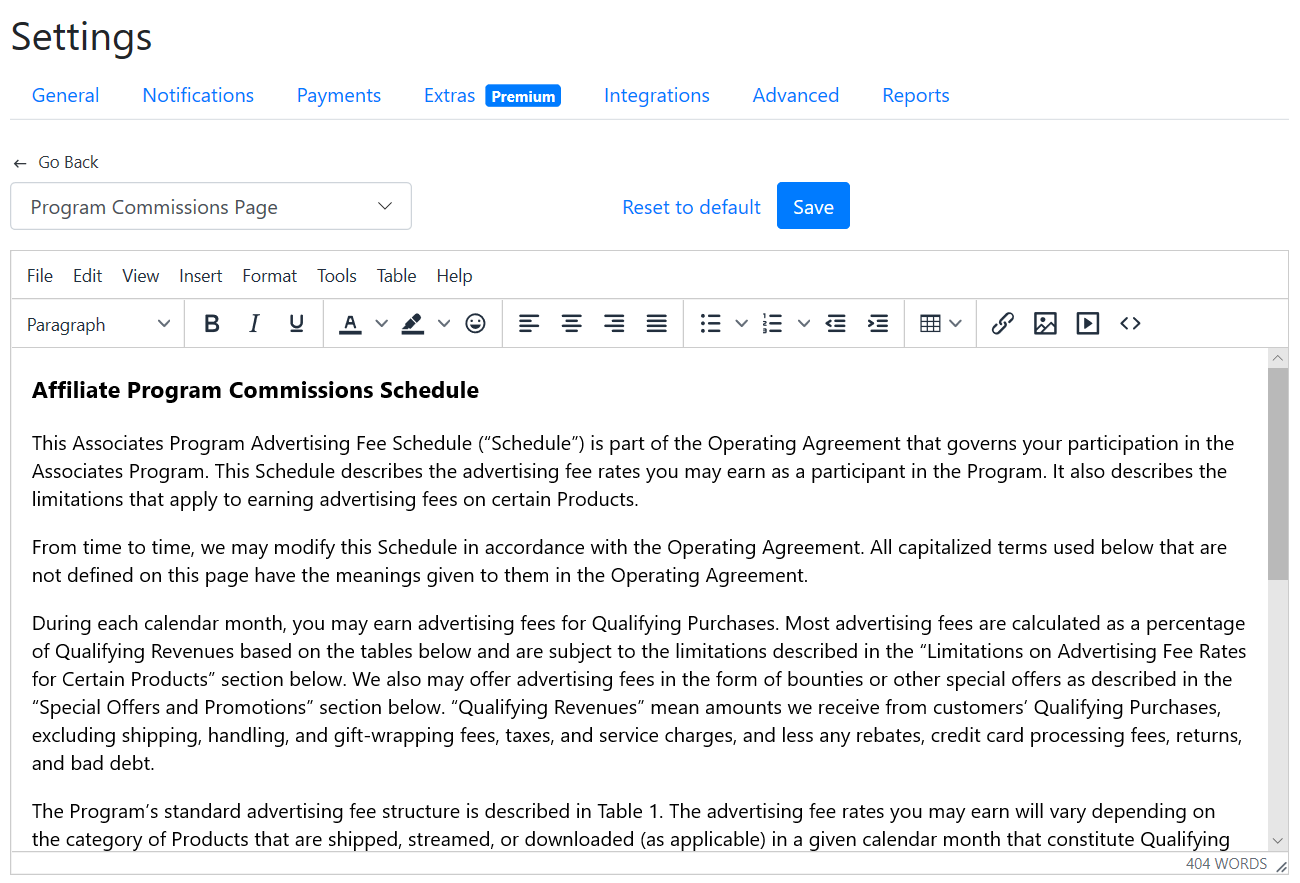 Settings
General Notifications Payments Extras Premium Integrations Advanced Reports
← Go Back
Program Commissions Page
Reset to default Save
File Edit View Insert Format Tools Table Help
Paragraph B I U A
Affiliate Program Commissions Schedule
This Associates Program Advertising Fee Schedule (“Schedule”) is part of the Operating Agreement that governs your participation in the
Associates Program. This Schedule describes the advertising fee rates you may earn as a participant in the Program. It also describes the
limitations that apply to earning advertising fees on certain Products.
From time to time, we may modify this Schedule in accordance with the Operating Agreement. All capitalized terms used below that are
not defined on this page have the meanings given to them in the Operating Agreement.
During each calendar month, you may earn advertising fees for Qualifying Purchases. Most advertising fees are calculated as a percentage
of Qualifying Revenues based on the tables below and are subject to the limitations described in the “Limitations on Advertising Fee Rates
for Certain Products” section below. We also may offer advertising fees in the form of bounties or other special offers as described in the
“Special Offers and Promotions” section below. “Qualifying Revenues” mean amounts we receive from customers’ Qualifying Purchases,
excluding shipping, handling, and gift-wrapping fees, taxes, and service charges, and less any rebates, credit card processing fees, returns,
and bad debt.
The Program’s standard advertising fee structure is described in Table 1. The advertising fee rates you may earn will vary depending on
the category of Products that are shipped, streamed, or downloaded (as applicable) in a given calendar month that constitute Qualifying
404 WORDS